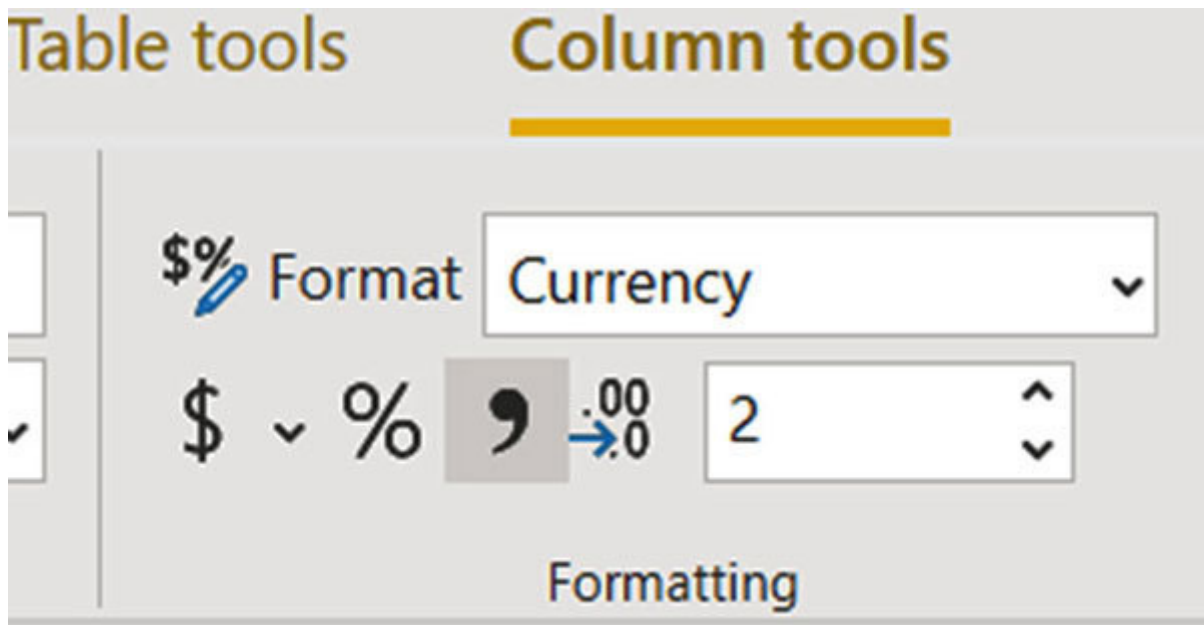 Table tools Column tools
$% Format Currency
$ % , .00 .0 2
Formatting